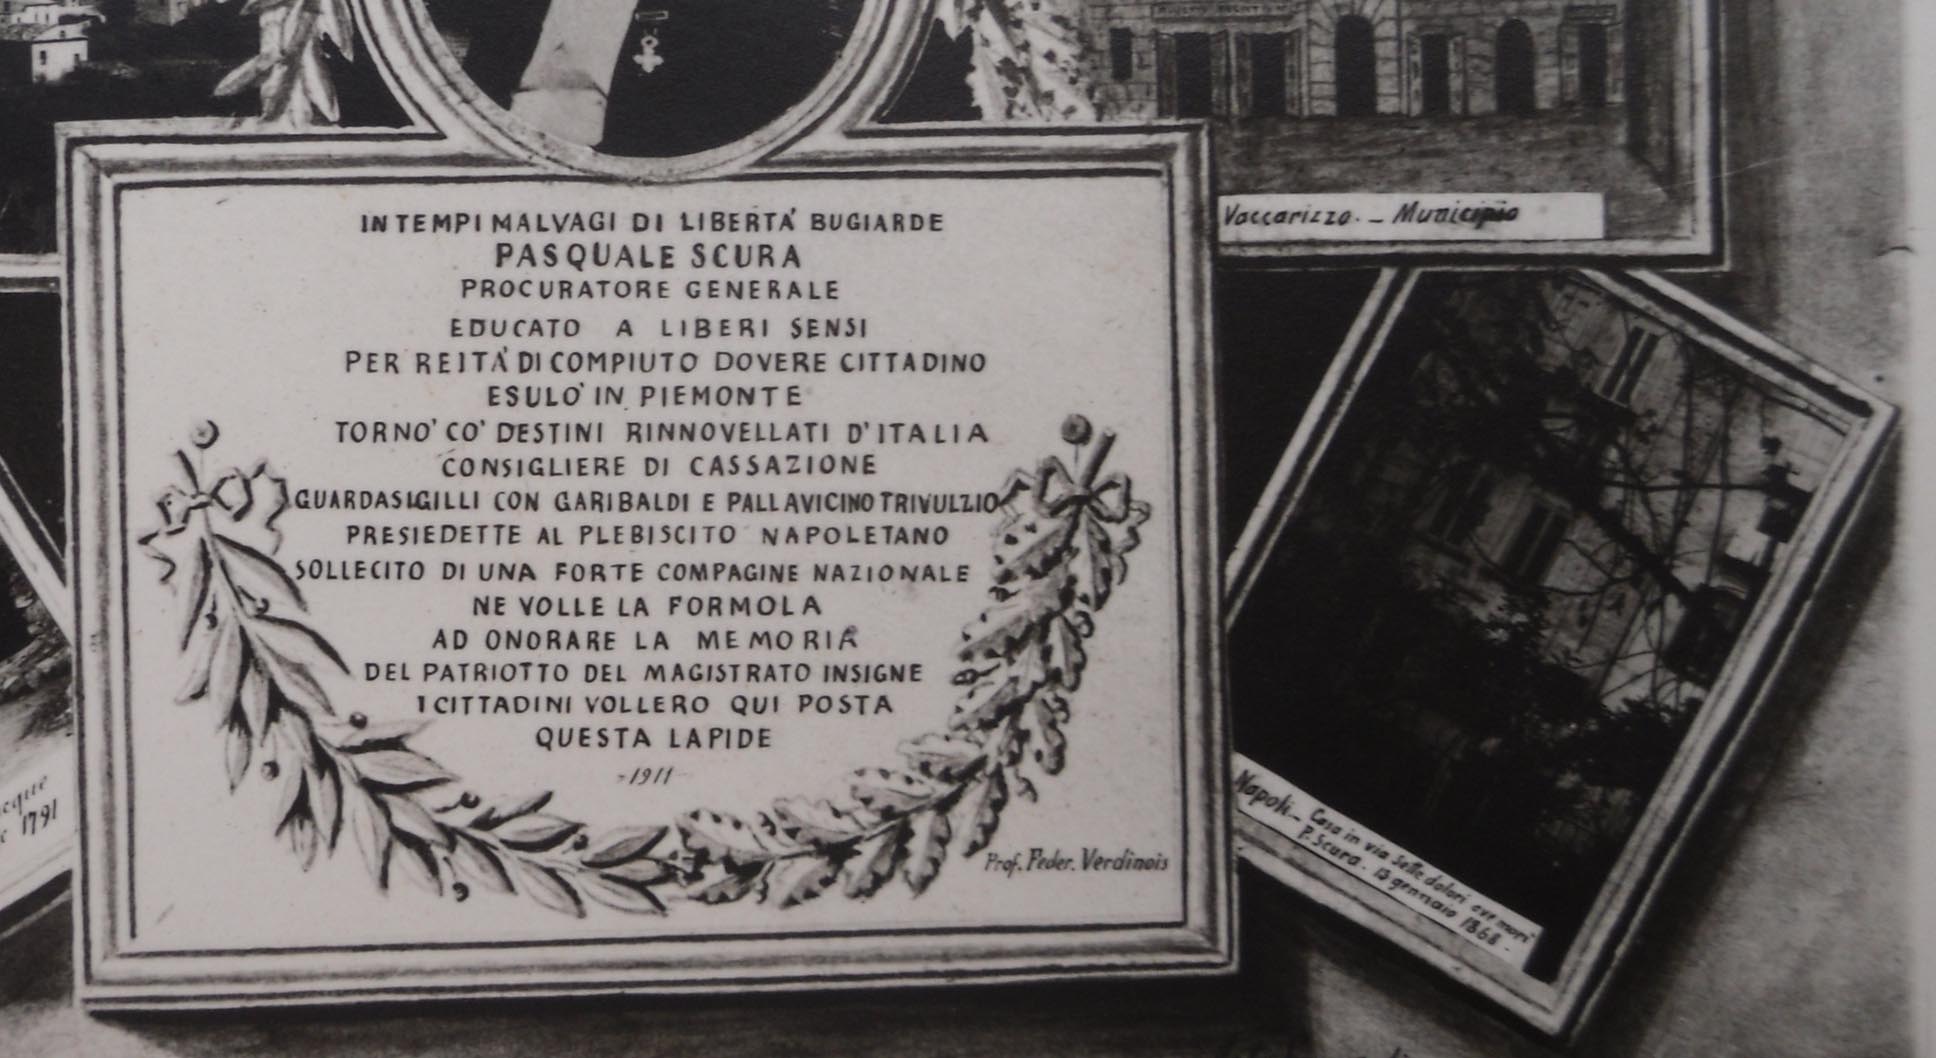 IN TEMPI MALVAGI DI LIBERTA' BUGIARDE
PASQUALE SCURA
PROCURATORE GENERALE
EDUCATO A LIBERI SENSI
PER REITA' DI COMPIUTO DOVERE CITTADINO
ESULO' IN PIEMONTE
TORNO' CO' DESTINI RINNOVELLATI D'ITALIA
CONSIGLIERE DI CASSAZIONE
GUARDASIGILLI CON GARIBALDI E PALLAVICINO TRIVULZIO
PRESIEDETTE AL PLEBISCITO NAPOLETANO
SOLLECITO DI UNA FORTE COMPAGINE NAZIONALE
NE VOLLE LA FORMOLA
AD ONORARE LA MEMORIA
DEL PATRIOTTO DEL MAGISTRATO INSIGNE
I CITTADINI VOLLERO QUI POSTA
QUESTA LAPIDE
-1911-
Prof. Feder. Verdinois
Vaccarizzo. - Municipio
Napoli. - Casa in via Sette dolori ove morì
P. Scura. 13 gennaio 1868 -
1791